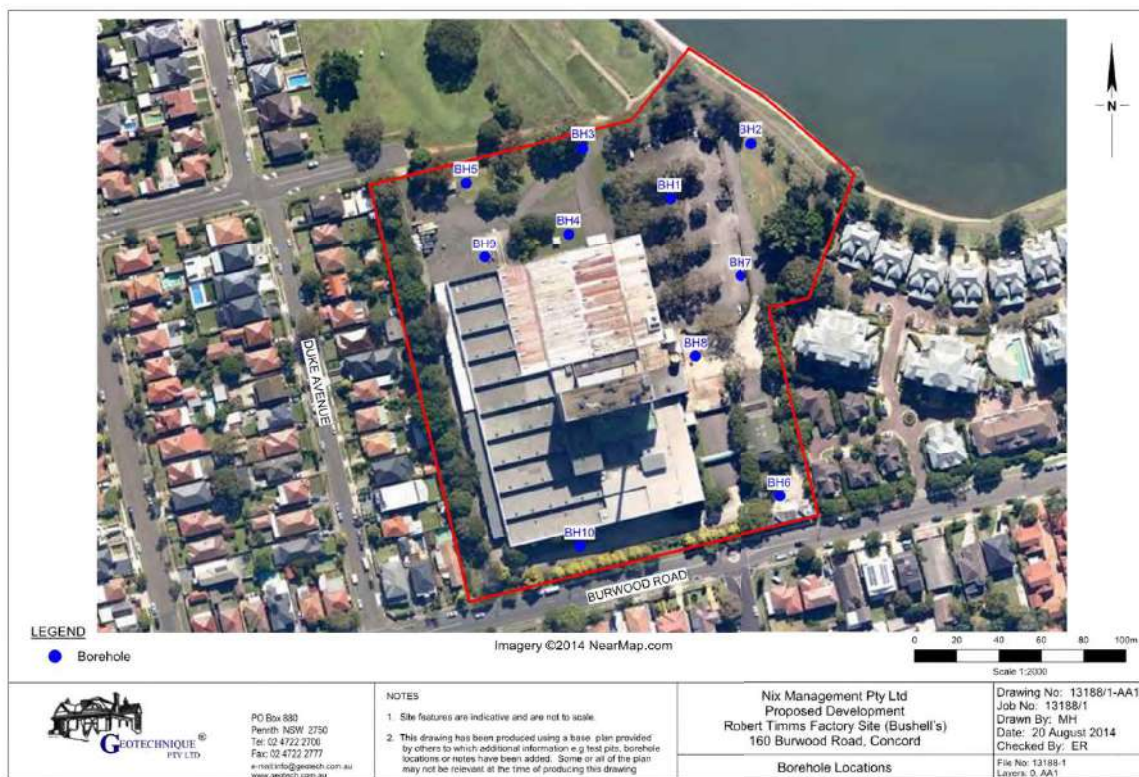 N
BH3
BH2
BH5
BH1
BH4
BH9
BH7
BH8
BH6
BH10
DUKE AVENUE
BURWOOD ROAD
LEGEND
Borehole
Imagery ©2014 NearMap.com
0 20 40 60 80 100m
Scale 1:2000
GEOTECHNIQUE ®
PTY LTD
PO Box 880
Penrith NSW 2750
Tel: 02 4722 2700
Fax: 02 4722 2777
e-mail:info@geotech.com.au
www.geotech.com.au
NOTES
1. Site features are indicative and are not to scale.
2. This drawing has been produced using a base plan provided
by others to which additional information e.g test pits, borehole
locations or notes have been added. Some or all of the plan
may not be relevant at the time of producing this drawing
Nix Management Pty Ltd
Proposed Development
Robert Timms Factory Site (Bushell's)
160 Burwood Road, Concord
Borehole Locations
Drawing No: 13188/1-AA1
Job No: 13188/1
Drawn By: MH
Date: 20 August 2014
Checked By: ER
File No: 13188-1
Layers: 0, AA1